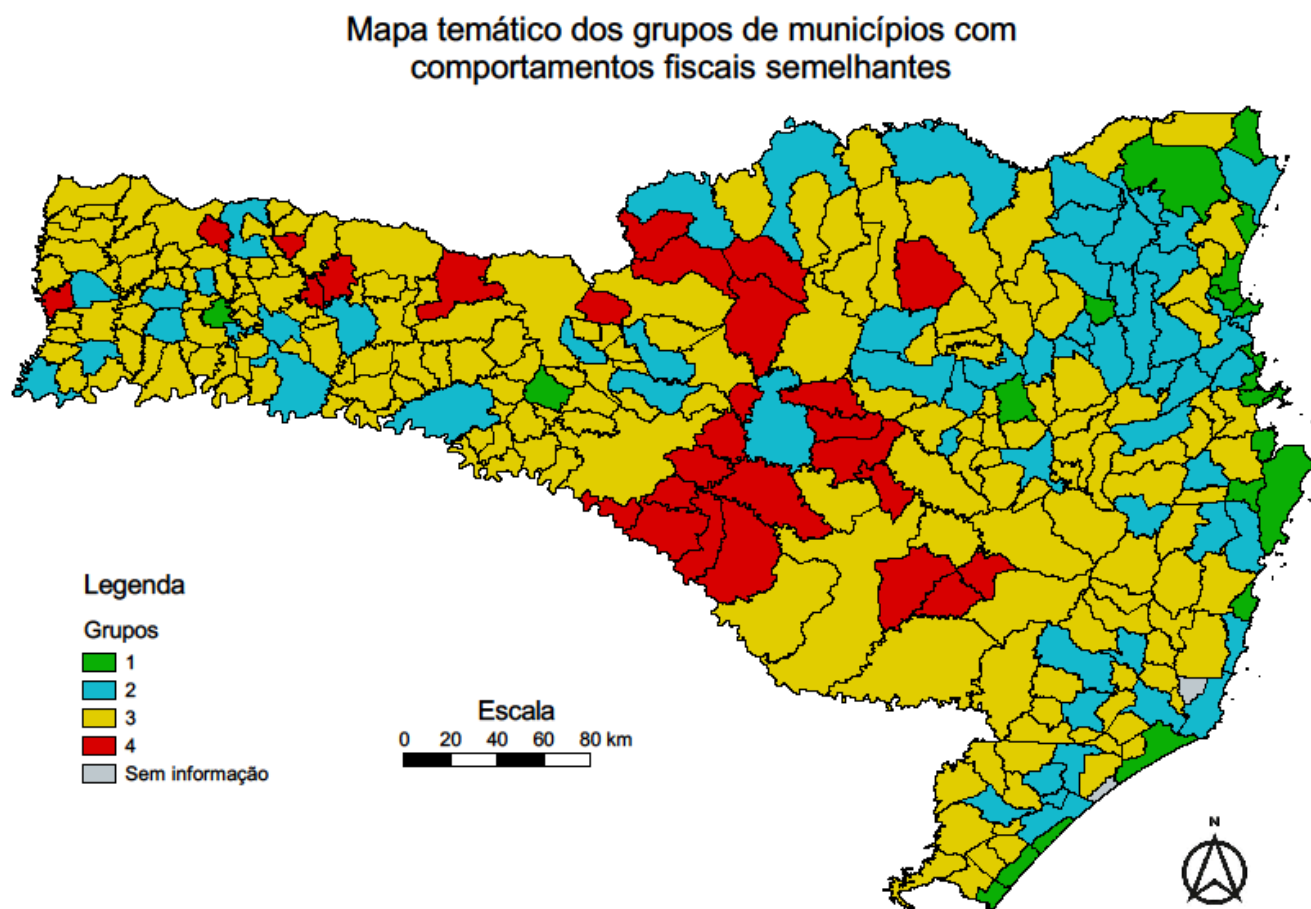 Mapa temático dos grupos de municípios com
comportamentos fiscais semelhantes
Legenda
Grupos
1
2
3
4
Sem informação
Escala
0 20 40 60 80 km
N